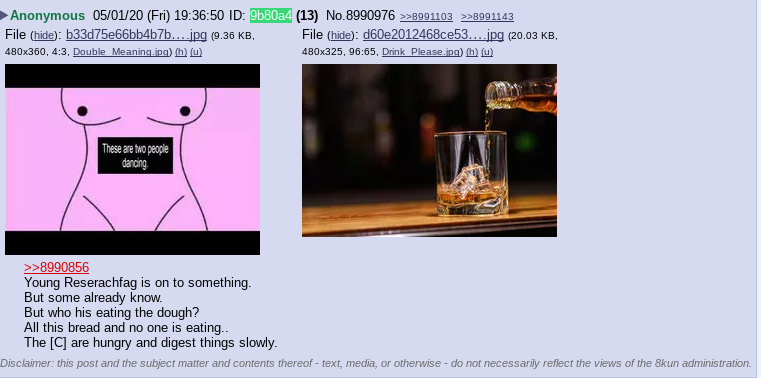 Anonymous 05/01/20 (Fri) 19:36:50 ID: 9b80a4 (13) No.8990976 >>8991103 >>8991143
File (hide): b33d75e66bb4b7b….jpg (9.36 KB,
480x360, 4:3, Double_Meaning.jpg) (h) (u)
File (hide): d60e2012468ce53….jpg (20.03 KB,
480x325, 96:65, Drink_Please.jpg) (h) (u)
These are two people
dancing.
>>8990856
Young Reserachfag is on to something.
But some already know.
But who his eating the dough?
All this bread and no one is eating..
The [C] are hungry and digest things slowly.
Disclaimer: this post and the subject matter and contents thereof - text, media, or otherwise - do not necessarily reflect the views of the 8kun administration.